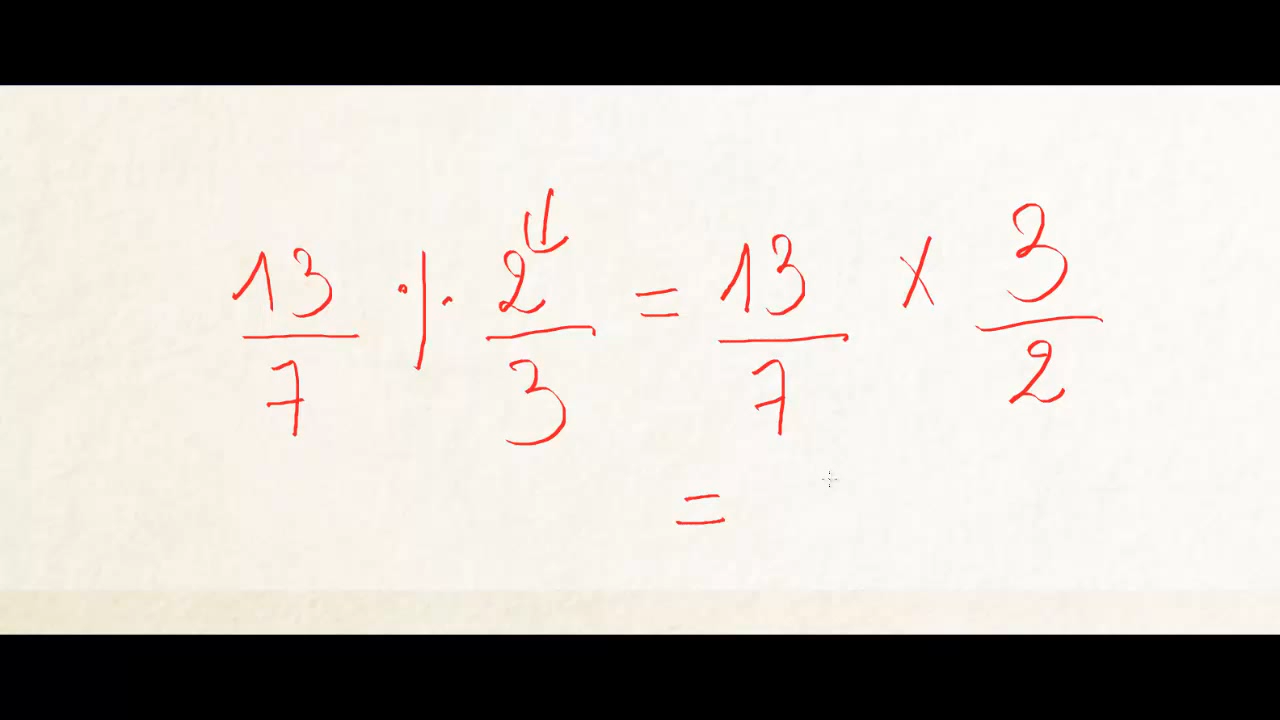 13/7 ÷ 2/3 = 13/7 × 3/2
=